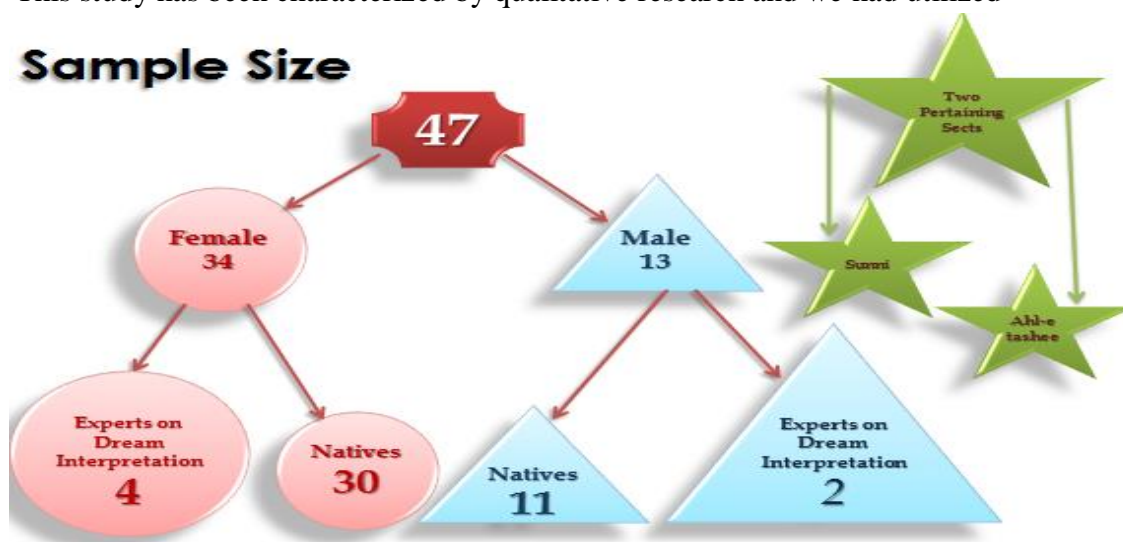 This study has been characterized by qualitative research and we had utilized
Sample Size
47
Two
Pertaining
Sects
Female
34
Male
13
Sunni
Ahl-e
tashee
Experts on
Dream
Interpretation
4
Natives
30
Natives
11
Experts on
Dream
Interpretation
2